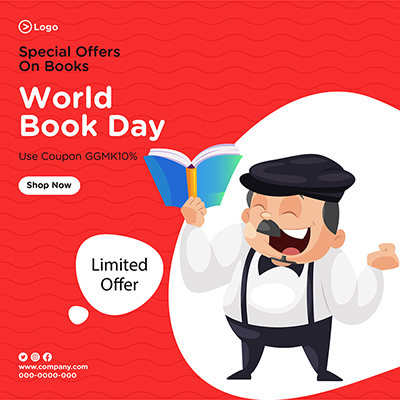 Logo
Special Offers
On Books
World
Book Day
Use Coupon GGMK10%
Shop Now
Limited
Offer
www.company.com
000-0000-000